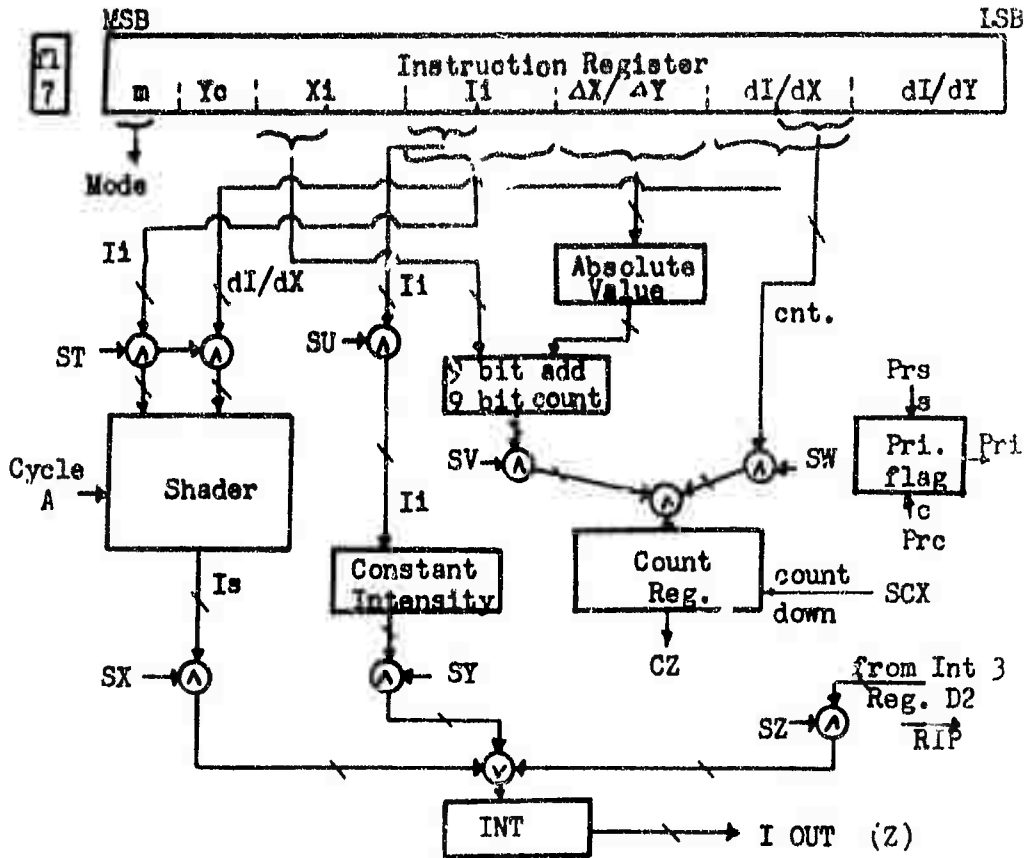 MSB
LSB
Instruction Register
7
m Yc Xi Ii ΔX/ΔY dI/dX dI/dY
Mode
Ii
dI/dX
Ii
Absolute
Value
cnt.
ST
∧
∧
SU
∧
bit add
9 bit count
Prs
s
Pri.
flag
Pri
c
Prc
SV
∧
∧
SW
∧
Cycle
A
Shader
Ii
Is
Constant
Intensity
Count
Reg.
count
down
SCX
CZ
SX
∧
∧
SY
from Int 3
Reg. D2
RIP
SZ
∧
∨
INT
I OUT (Z)